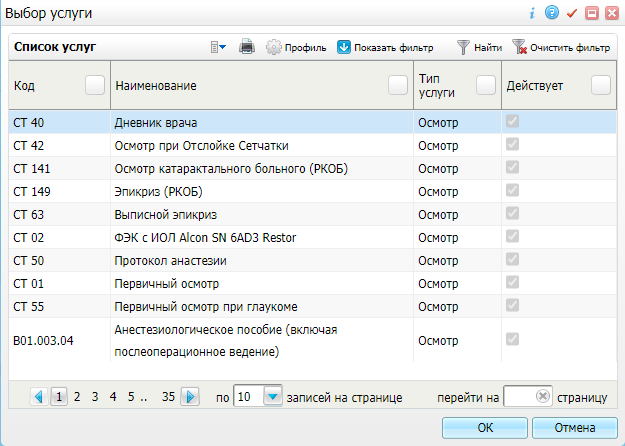 Выбор услуги
Список услуг Профиль Показать фильтр Найти Очистить фильтр
Код Наименование Тип услуги Действует
СТ 40 Дневник врача Осмотр
СТ 42 Осмотр при Отслойке Сетчатки Осмотр
СТ 141 Осмотр катарактального больного (РКОБ) Осмотр
СТ 149 Эпикриз (РКОБ) Осмотр
СТ 63 Выписной эпикриз Осмотр
СТ 02 ФЭК с ИОЛ Alcon SN 6AD3 Restor Осмотр
СТ 50 Протокол анастезии Осмотр
СТ 01 Первичный осмотр Осмотр
СТ 55 Первичный осмотр при глаукоме Осмотр
B01.003.04 Анестезиологическое пособие (включая
послеоперационное ведение) Осмотр
1 2 3 4 5 .. 35 по 10 записей на странице перейти на страницу
ОК Отмена